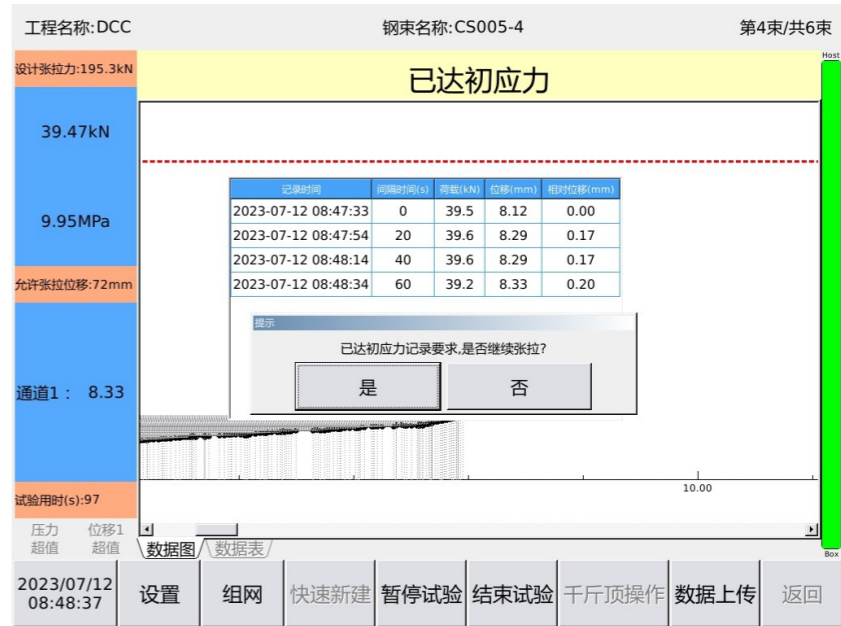 工程名称:DCC 钢束名称:CS005-4 第4束/共6束
设计张拉力:195.3kN
已达初应力
Host
39.47kN
9.95MPa
记录时间 间隔时间(s) 荷载(kN) 位移(mm) 相对位移(mm)
2023-07-12 08:47:33 0 39.5 8.12 0.00
2023-07-12 08:47:54 20 39.6 8.29 0.17
2023-07-12 08:48:14 40 39.6 8.29 0.17
2023-07-12 08:48:34 60 39.2 8.33 0.20
允许张拉位移:72mm
提示
已达初应力记录要求,是否继续张拉?
是 否
通道1: 8.33
10.00
试验用时(s):97
压力 位移1
超值 超值
数据图 数据表
Box
2023/07/12
08:48:37
设置 组网 快速新建 暂停试验 结束试验 千斤顶操作 数据上传 返回